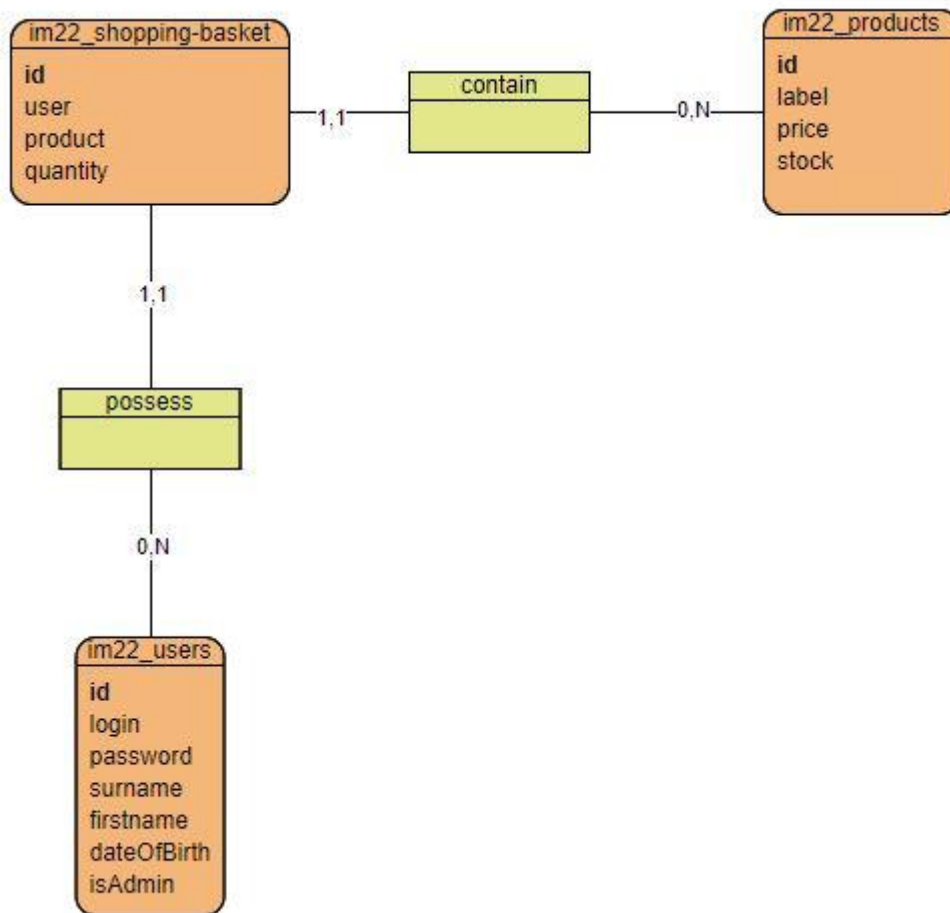 im22_shopping-basket
id
user
product
quantity
1,1
contain
0,N
im22_products
id
label
price
stock
1,1
possess
0,N
im22_users
id
login
password
surname
firstname
dateOfBirth
isAdmin